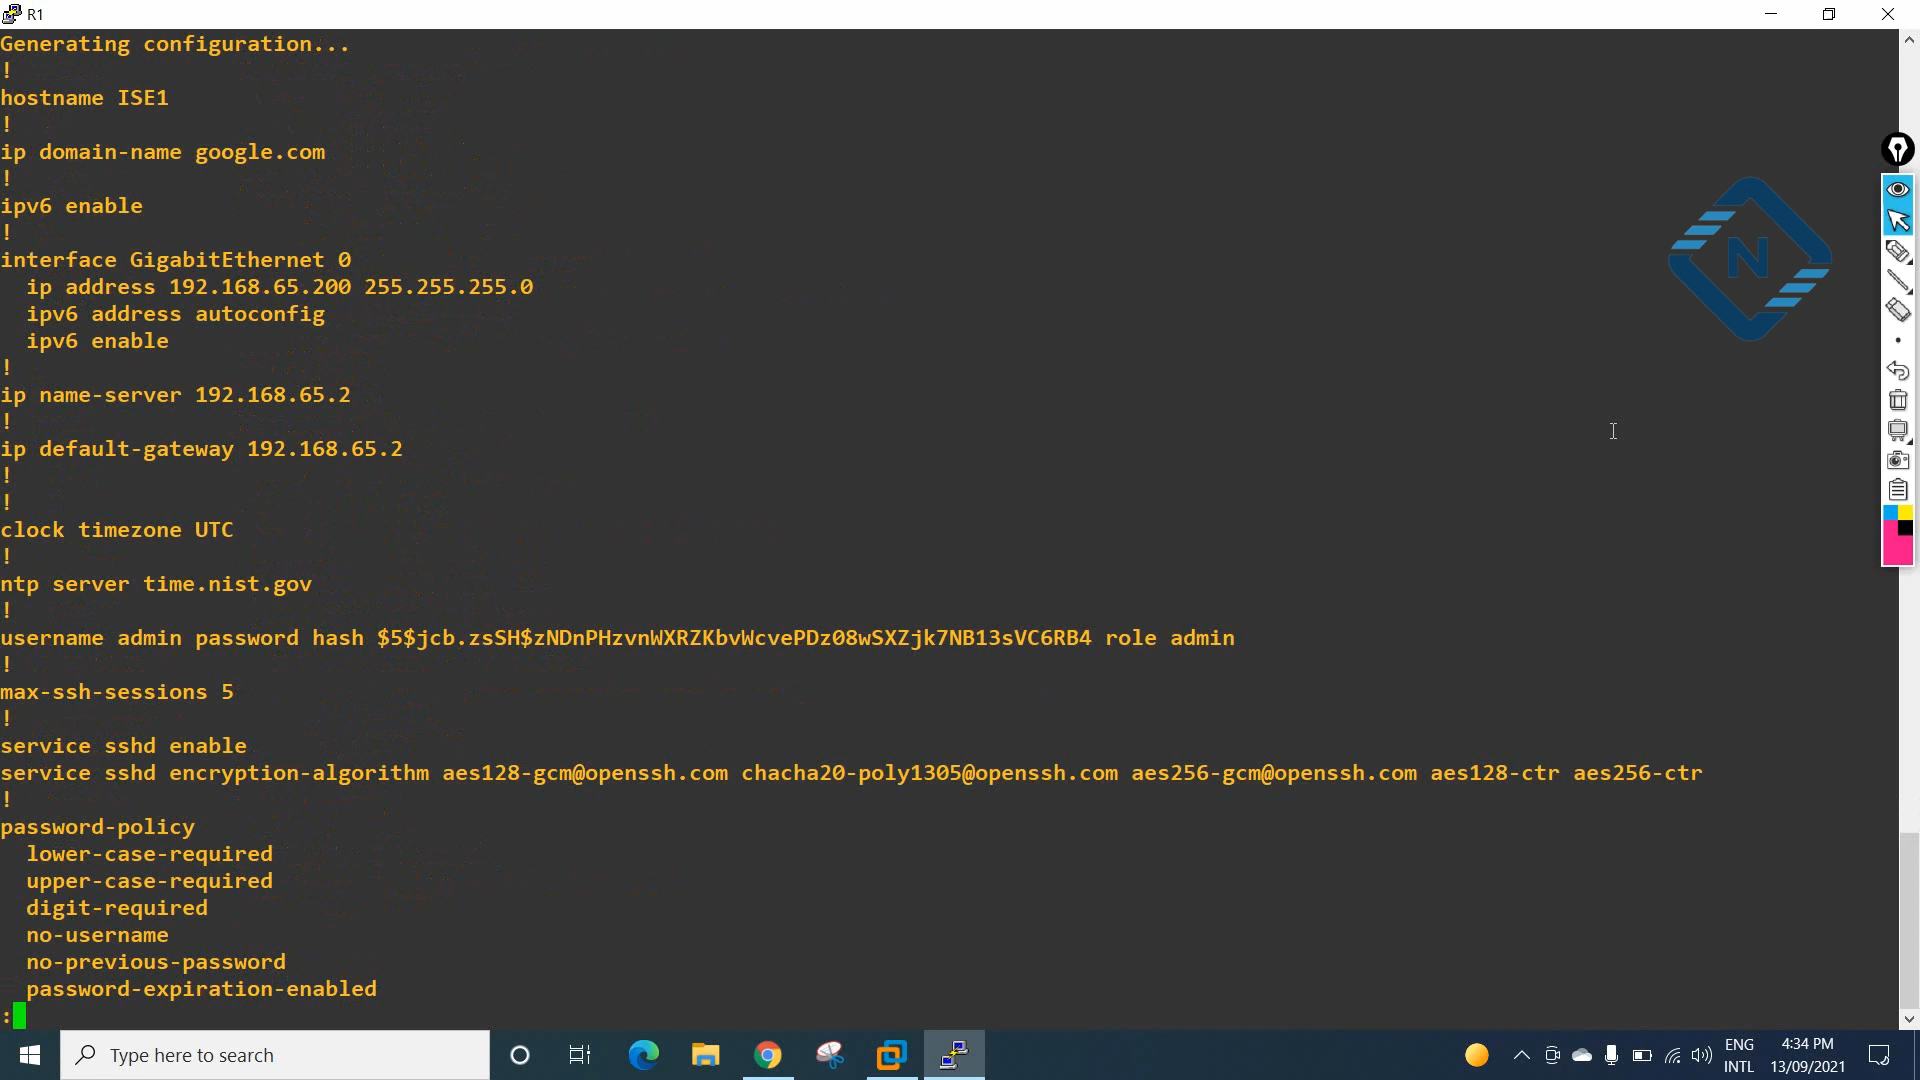 R1
Generating configuration...
!
hostname ISE1
!
ip domain-name google.com
!
ipv6 enable
!
interface GigabitEthernet 0
  ip address 192.168.65.200 255.255.255.0
  ipv6 address autoconfig
  ipv6 enable
!
ip name-server 192.168.65.2
!
ip default-gateway 192.168.65.2
!
!
clock timezone UTC
!
ntp server time.nist.gov
!
username admin password hash $5$jcb.zsSH$zNDnPHzvnWXRZKbvWcvePDz08wSXZjk7NB13sVC6RB4 role admin
!
max-ssh-sessions 5
!
service sshd enable
service sshd encryption-algorithm aes128-gcm@openssh.com chacha20-poly1305@openssh.com aes256-gcm@openssh.com aes128-ctr aes256-ctr
!
password-policy
  lower-case-required
  upper-case-required
  digit-required
  no-username
  no-previous-password
  password-expiration-enabled
:
N
Type here to search
ENG
INTL
4:34 PM
13/09/2021